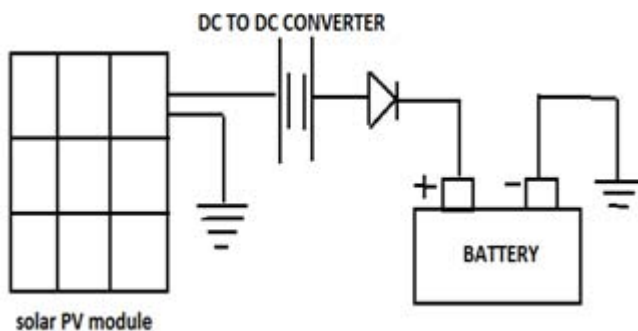 DC TO DC CONVERTER
+ -
BATTERY
solar PV module